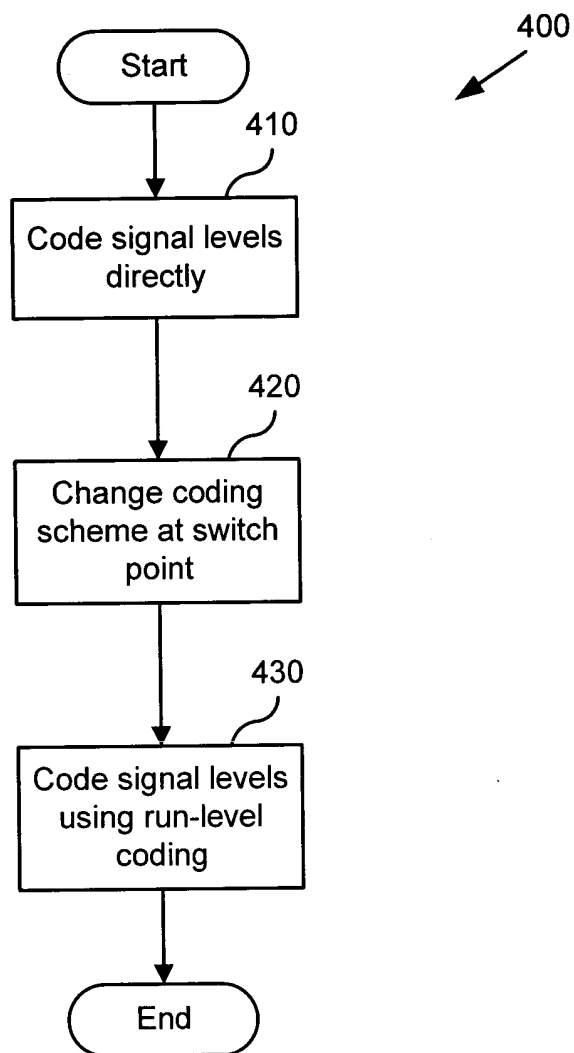 400
Start
410
Code signal levels
directly
420
Change coding
scheme at switch
point
430
Code signal levels
using run-level
coding
End